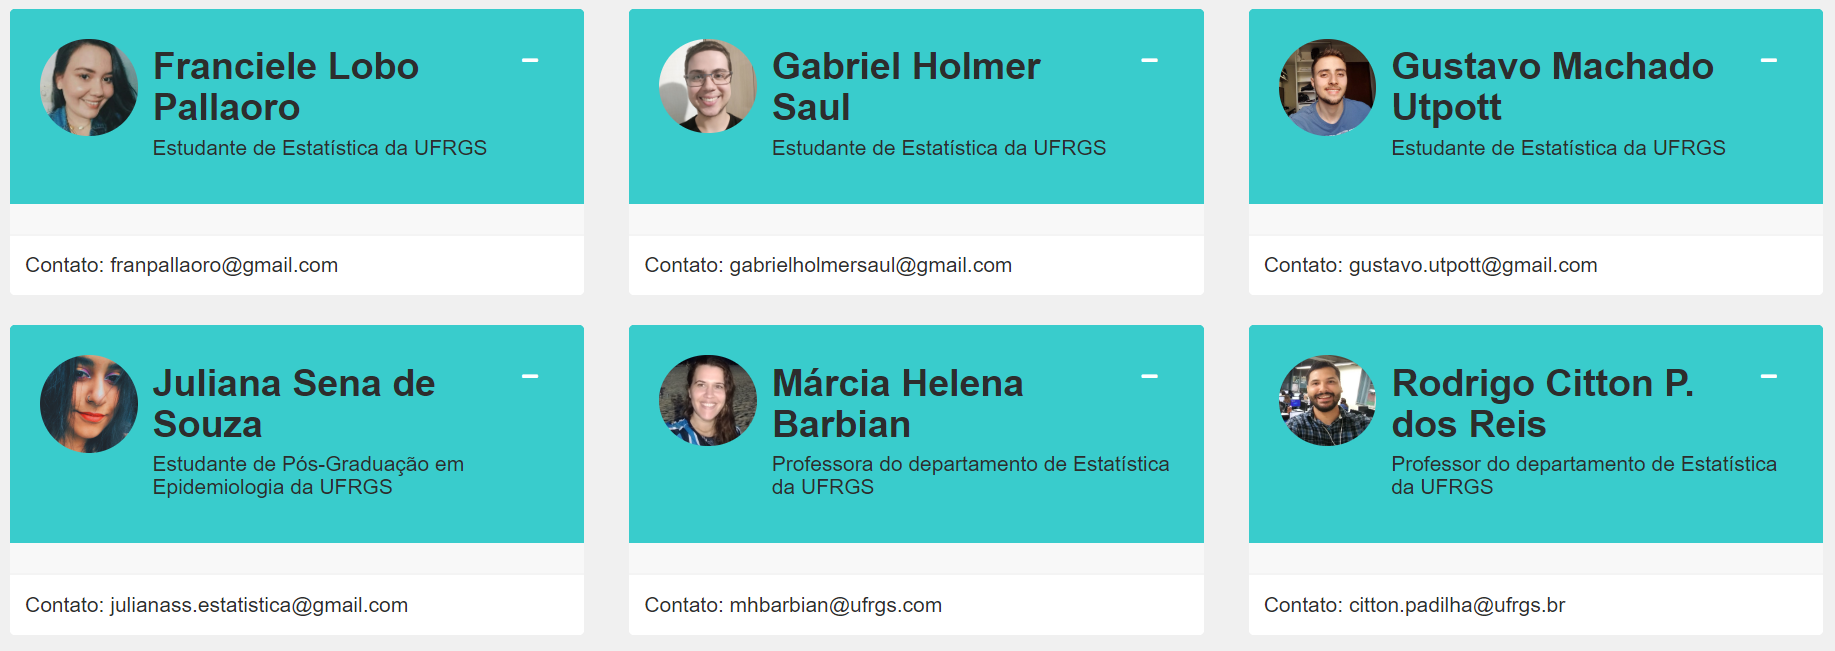 Franciele Lobo
Pallaoro
Estudante de Estatística da UFRGS
Contato: franpallaoro@gmail.com
Gabriel Holmer
Saul
Estudante de Estatística da UFRGS
Contato: gabrielholmersaul@gmail.com
Gustavo Machado
Utpott
Estudante de Estatística da UFRGS
Contato: gustavo.utpott@gmail.com
Juliana Sena de
Souza
Estudante de Pós-Graduação em
Epidemiologia da UFRGS
Contato: julianass.estatistica@gmail.com
Márcia Helena
Barbian
Professora do departamento de Estatística
da UFRGS
Contato: mhbarbian@ufrgs.com
Rodrigo Citton P.
dos Reis
Professor do departamento de Estatística
da UFRGS
Contato: citton.padilha@ufrgs.br